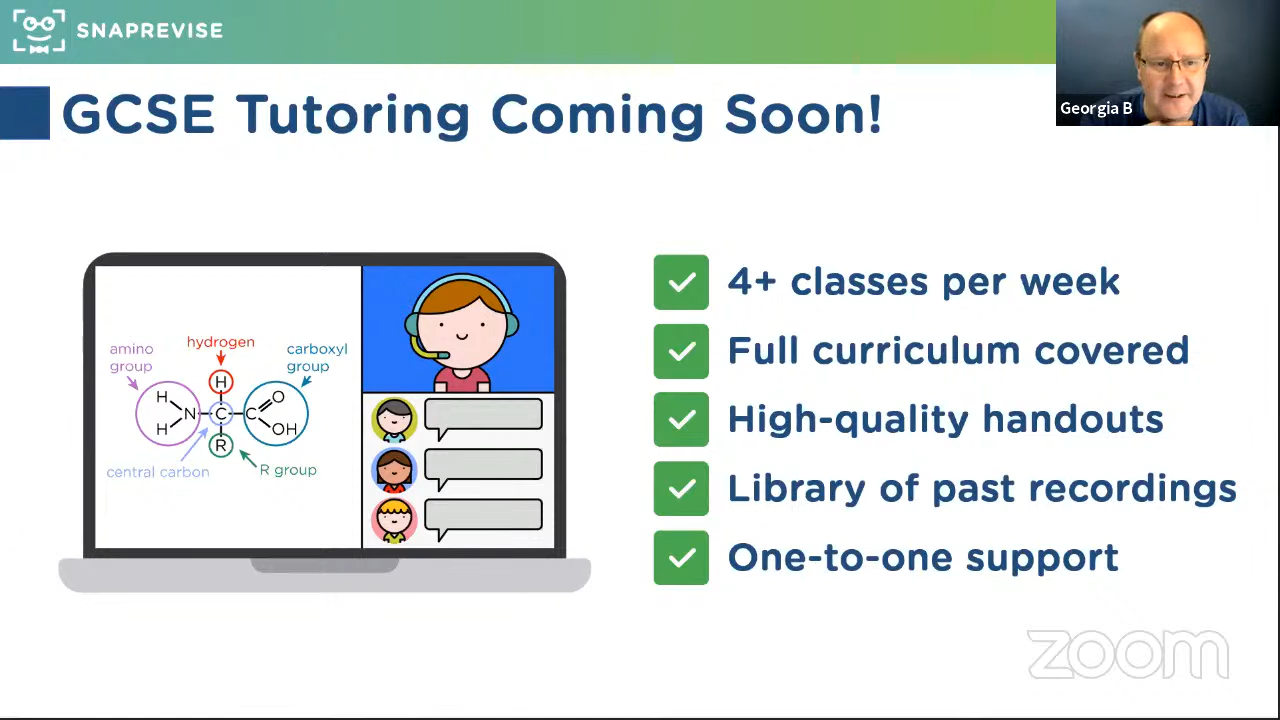 SNAPREVISE
Georgia B
GCSE Tutoring Coming Soon!
hydrogen
amino
group
carboxyl
group
H
H
O
N
C
C
H
OH
R
central carbon
R group
4+ classes per week
Full curriculum covered
High-quality handouts
Library of past recordings
One-to-one support
zoom